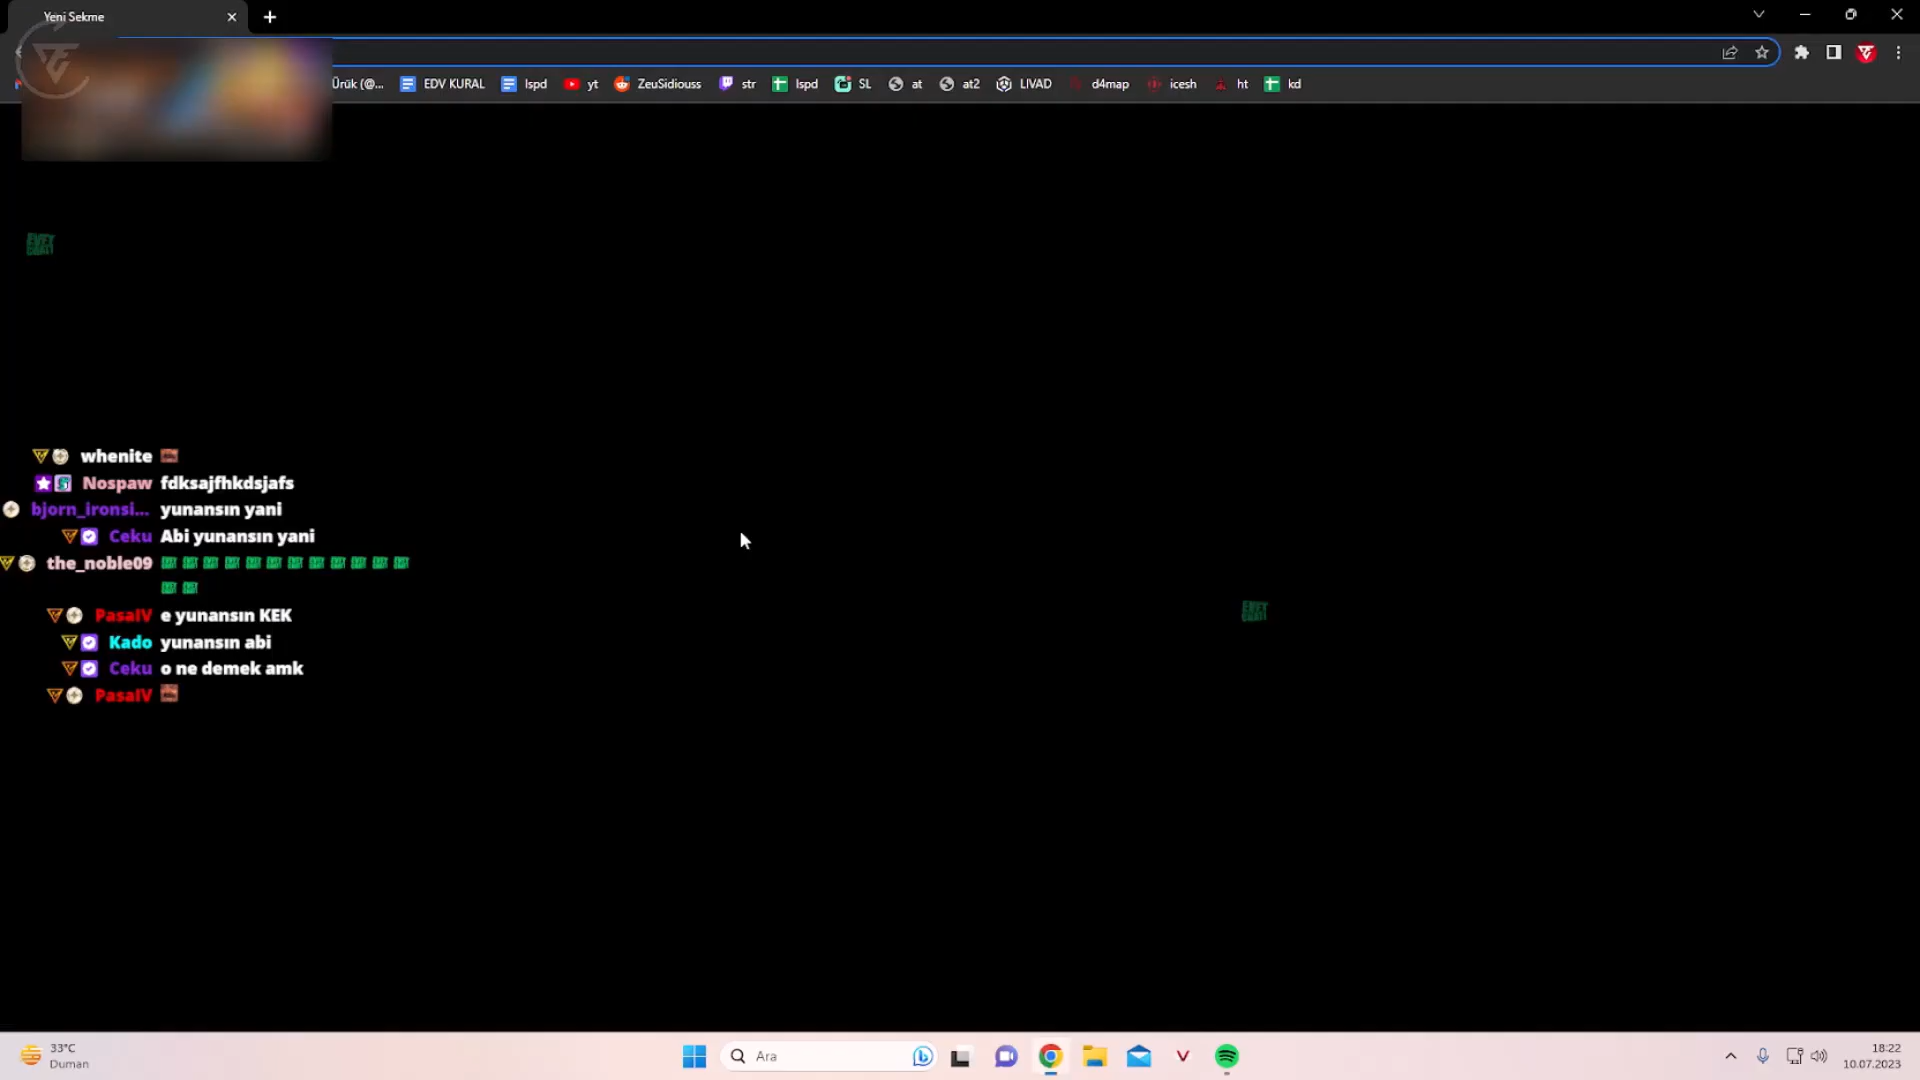 Yeni Sekme
Ürük (@...
EDV KURAL
lspd
yt
ZeuSidiouss
str
lspd
SL
at
at2
LIVAD
d4map
icesh
ht
kd
whenite
Nospaw fdksajfhkdsjafs
bjorn_ironsi... yunansın yani
Ceku Abi yunansın yani
the_noble09
PasaIV e yunansın KEK
Kado yunansın abi
Ceku o ne demek amk
PasaIV
33°C
Duman
Ara
18:22
10.07.2023